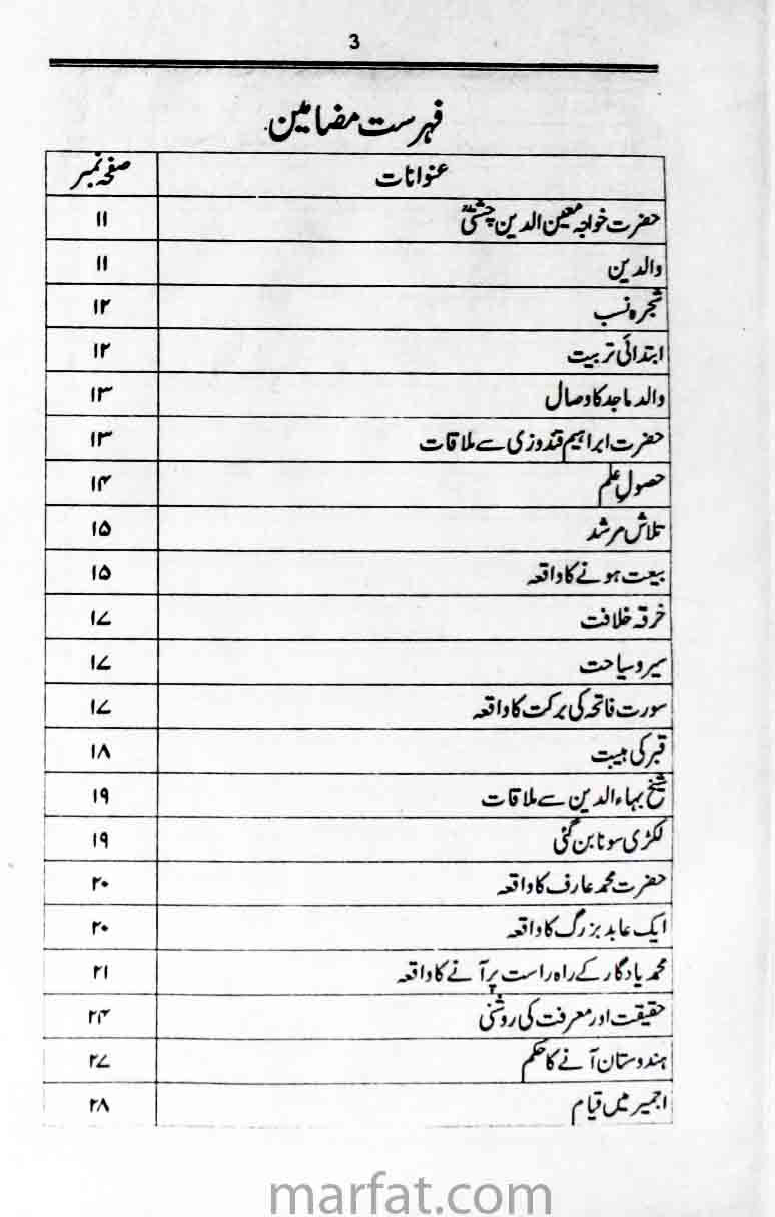 3
فہرست مضامین
عنوانات صفحہ نمبر
حضرت خواجہ معین الدین چشتیؒ ۱۱
والدین ۱۱
شجرہ نسب ۱۲
ابتدائی تربیت ۱۲
والد ماجد کا وصال ۱۳
حضرت ابراہیم قندوزی سے ملاقات ۱۳
حصولِ علم ۱۴
تلاش مرشد ۱۵
بیعت ہونے کا واقعہ ۱۵
خرقہ خلافت ۱۷
سیر و سیاحت ۱۷
سورت فاتحہ کی برکت کا واقعہ ۱۷
قبر کی ہیبت ۱۸
شیخ بہاءالدین سے ملاقات ۱۹
لکڑی سونا بن گئی ۱۹
حضرت محمد عارف کا واقعہ ۲۰
ایک عابد بزرگ کا واقعہ ۲۰
محمد یادگار کے راہ راست پر آنے کا واقعہ ۲۱
حقیقت اور معرفت کی روشنی ۲۴
ہندوستان آنے کا حکم ۲۷
اجمیر میں قیام ۲۸
marfat.com